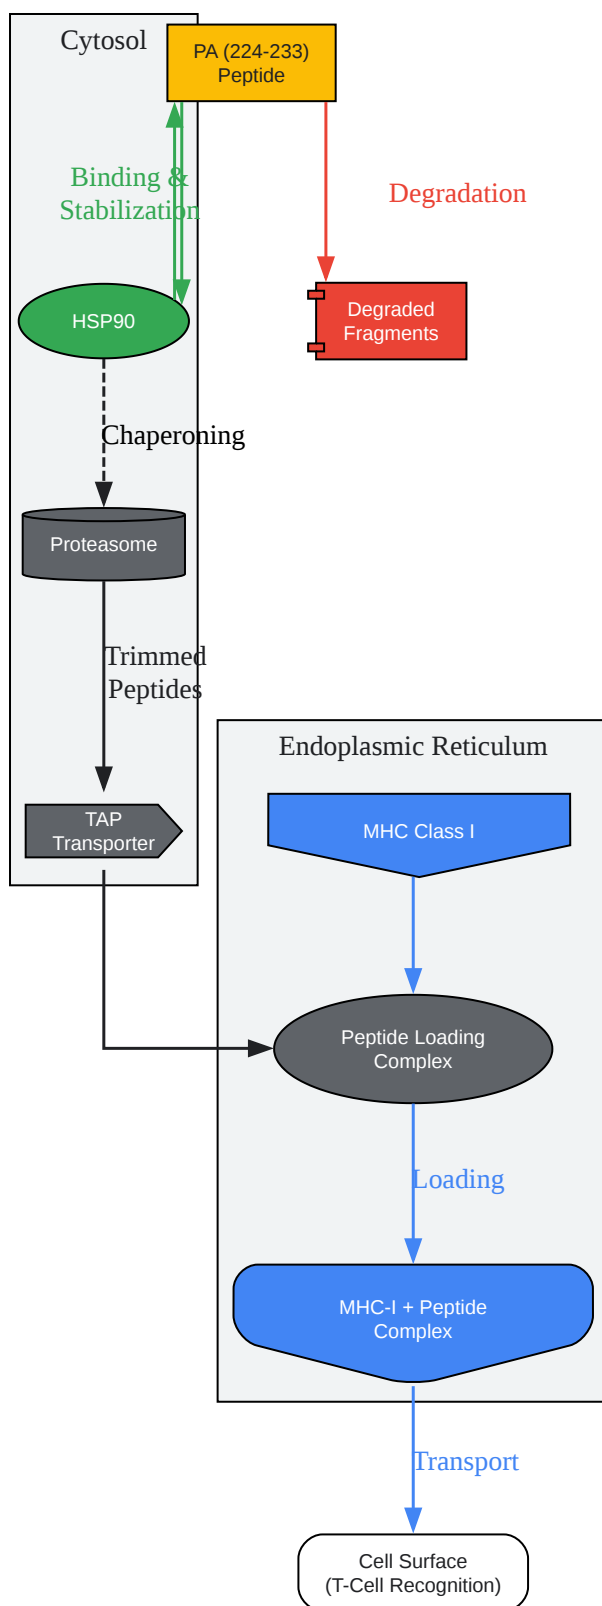 Cytosol
PA (224-233)
Peptide
Binding &
Stabilization
Degradation
HSP90
Degraded
Fragments
Chaperoning
Proteasome
Trimmed
Peptides
Endoplasmic Reticulum
TAP
Transporter
MHC Class I
Peptide Loading
Complex
Loading
MHC-I + Peptide
Complex
Transport
Cell Surface
(T-Cell Recognition)